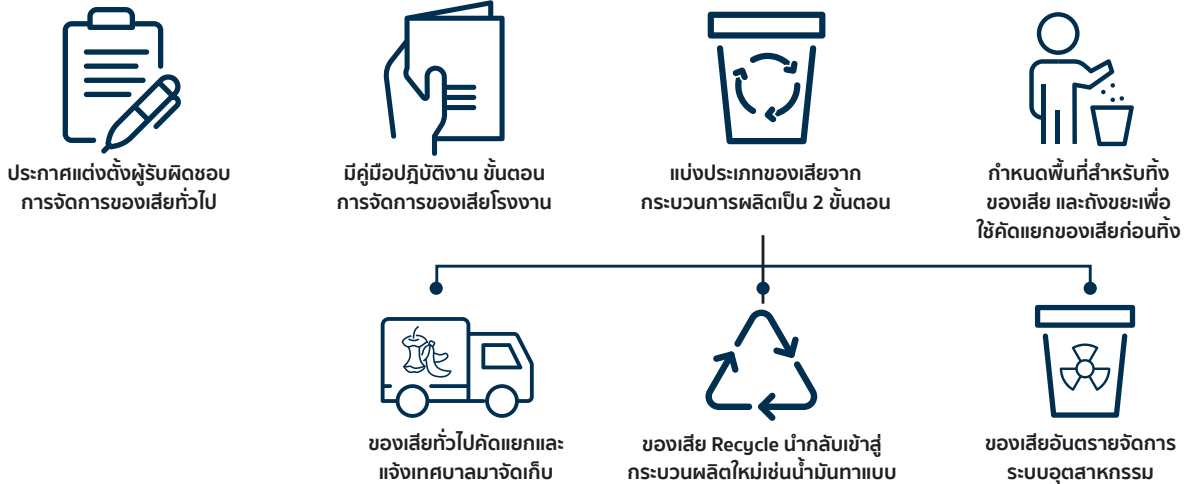 ประกาศแต่งตั้งผู้รับผิดชอบ
การจัดการของเสียทั่วไป
มีคู่มือปฎิบัติงาน ขั้นตอน
การจัดการของเสียโรงงาน
แบ่งประเภทของเสียจาก
กระบวนการผลิตเป็น 2 ขั้นตอน
กำหนดพื้นที่สำหรับทิ้ง
ของเสีย และถังขยะเพื่อ
ใช้คัดแยกของเสียก่อนทิ้ง
ของเสียทั่วไปคัดแยกและ
แจ้งเทศบาลมาจัดเก็บ
ของเสีย Recycle นำกลับเข้าสู่
กระบวนผลิตใหม่เช่นน้ำมันทาแบบ
ของเสียอันตรายจัดการ
ระบบอุตสาหกรรม